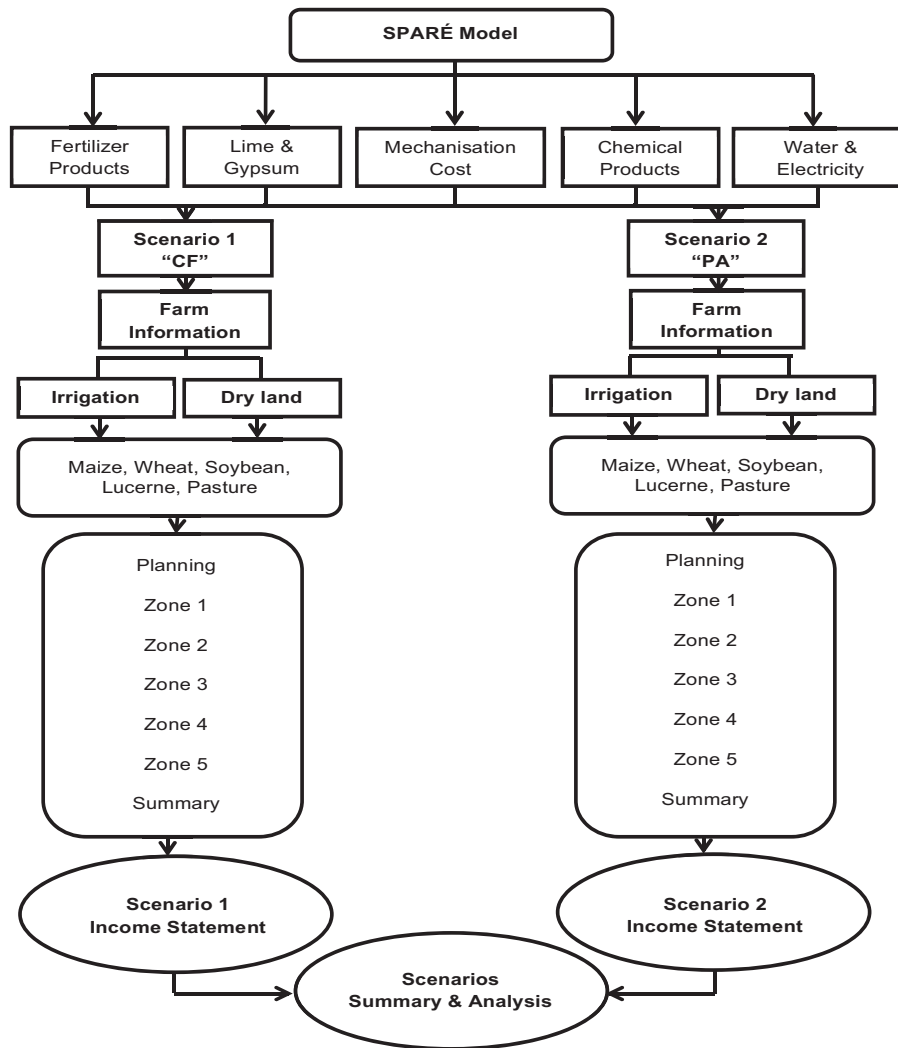 SPARÉ Model
Fertilizer
Products
Lime &
Gypsum
Mechanisation
Cost
Chemical
Products
Water &
Electricity
Scenario 1
“CF”
Scenario 2
“PA”
Farm
Information
Farm
Information
Irrigation
Dry land
Irrigation
Dry land
Maize, Wheat, Soybean,
Lucerne, Pasture
Maize, Wheat, Soybean,
Lucerne, Pasture
Planning
Zone 1
Zone 2
Zone 3
Zone 4
Zone 5
Summary
Planning
Zone 1
Zone 2
Zone 3
Zone 4
Zone 5
Summary
Scenario 1
Income Statement
Scenario 2
Income Statement
Scenarios
Summary & Analysis